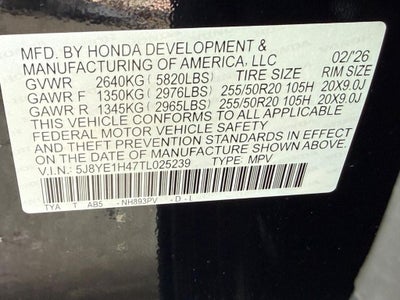 MFD. BY HONDA DEVELOPMENT &
MANUFACTURING OF AMERICA, LLC 02/26
GVWR 2640KG (5820LBS) TIRE SIZE RIM SIZE
GAWR F 1350KG (2976LBS) 255/50R20 105H 20X9.0J
GAWR R 1345KG (2965LBS) 255/50R20 105H 20X9.0J
THIS VEHICLE CONFORMS TO ALL APPLICABLE
FEDERAL MOTOR VEHICLE SAFETY
STANDARDS IN EFFECT ON THE DATE OF
MANUFACTURE SHOWN ABOVE.
V.I.N.: 5J8YE1H47TL025239 TYPE: MPV
TYA T AB5 -NH893PV -D-L